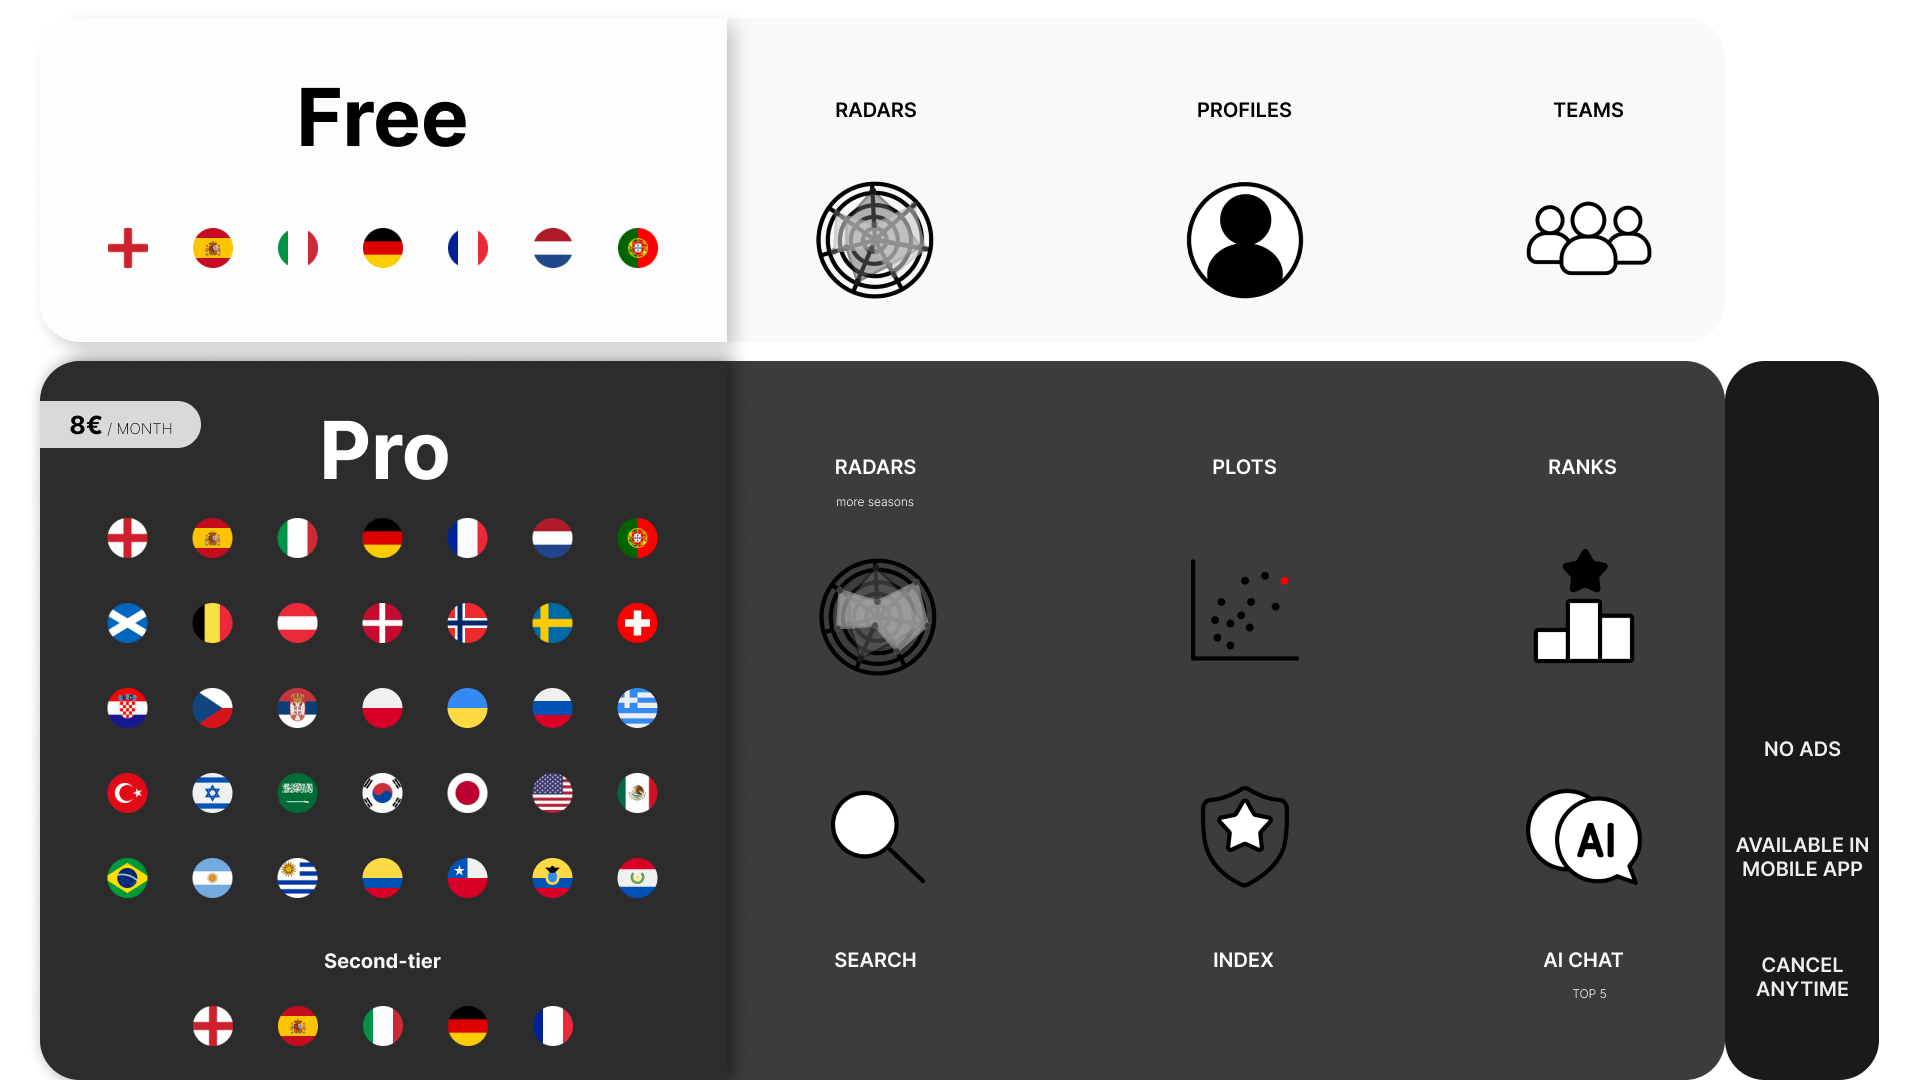 Free
RADARS
PROFILES
TEAMS
8€ / MONTH
Pro
RADARS
more seasons
PLOTS
RANKS
Second-tier
SEARCH
INDEX
AI
AI CHAT
TOP 5
NO ADS
AVAILABLE IN
MOBILE APP
CANCEL
ANYTIME